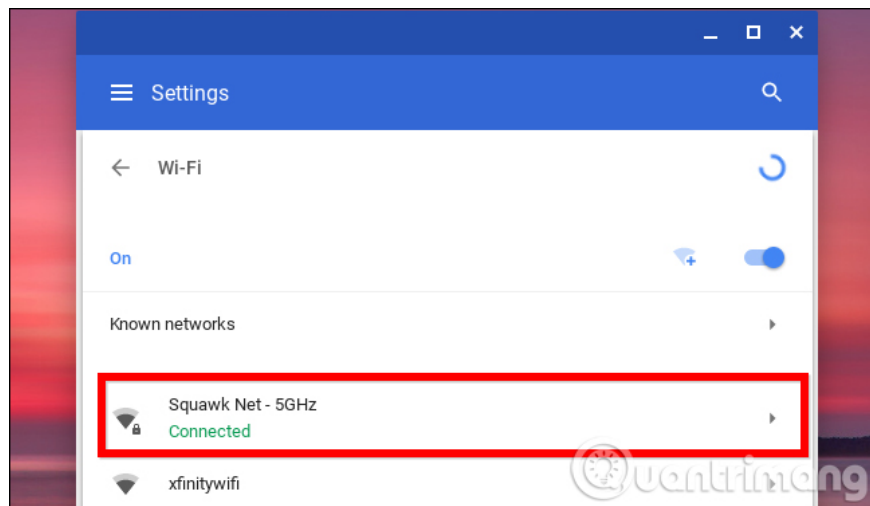 Settings
Wi-Fi
On
Known networks
Squawk Net - 5GHz
Connected
xfinitywifi
Quantrimang